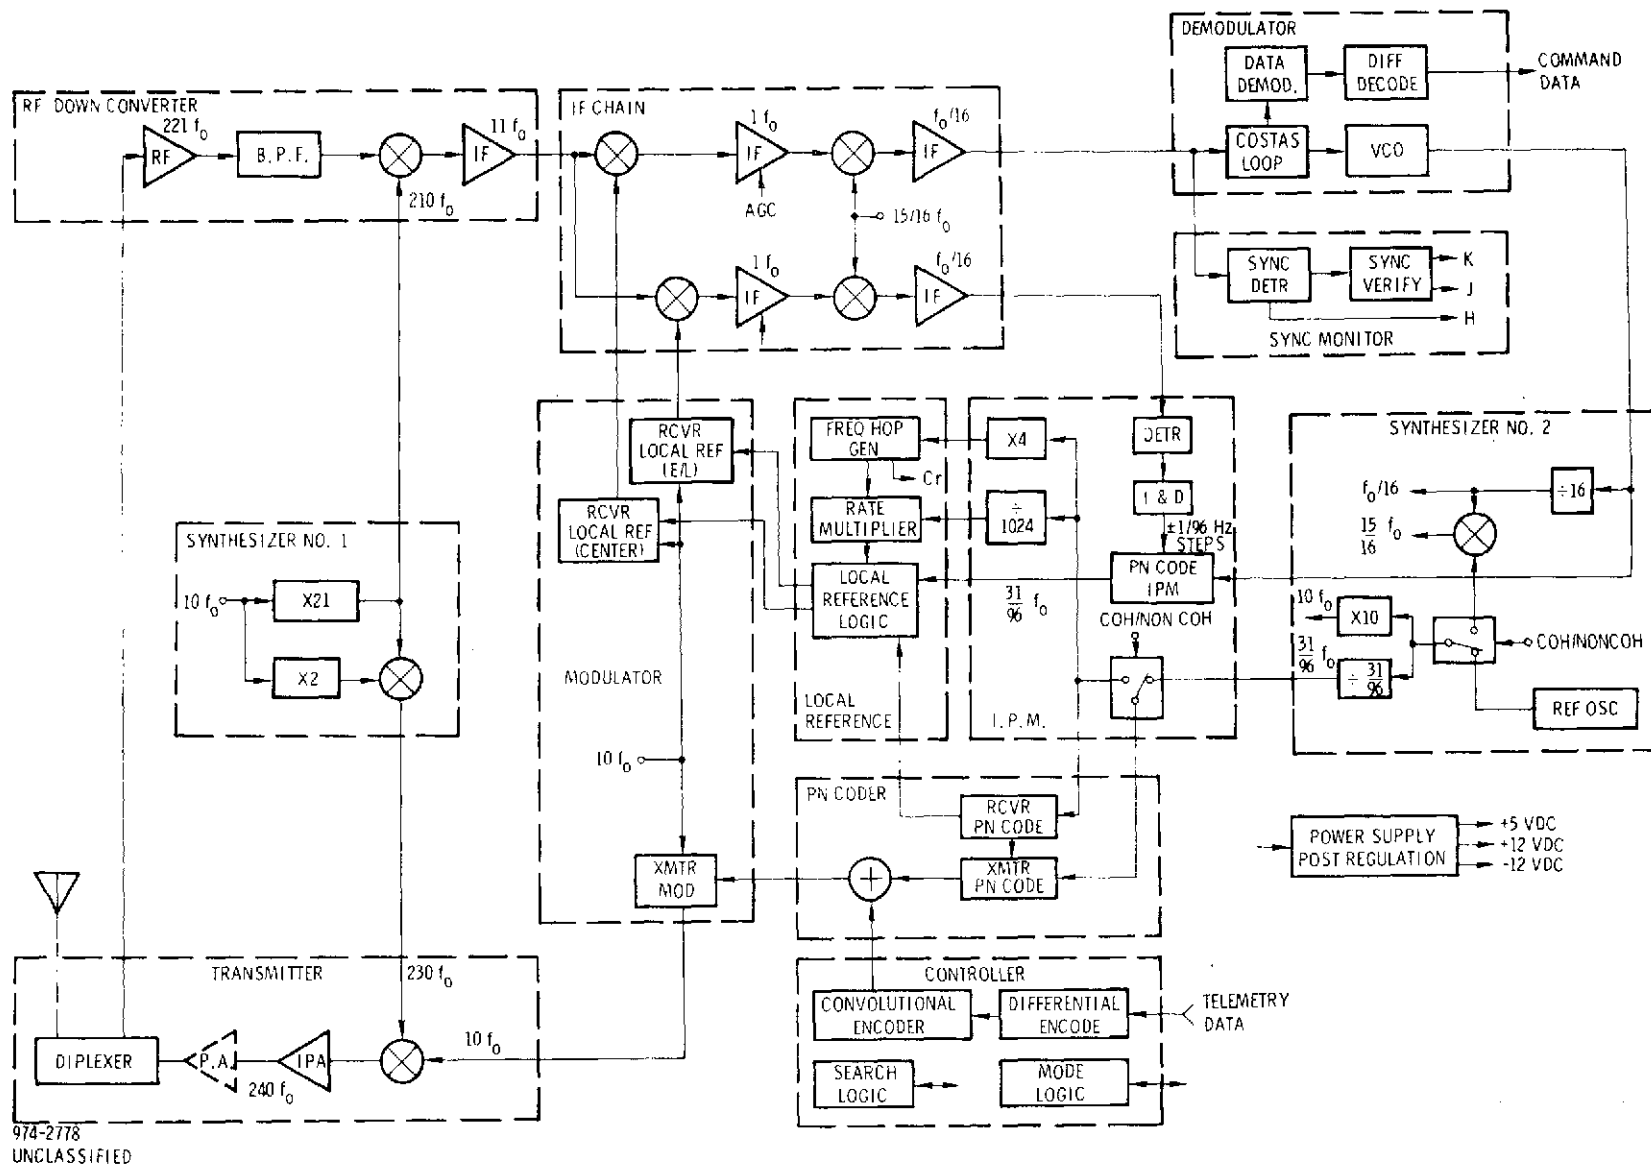 RF DOWN CONVERTER
221 f₀
RF
B.P.F.
11 f₀
IF
210 f₀
IF CHAIN
1 f₀
IF
AGC
f₀/16
IF
15/16 f₀
1 f₀
IF
f₀/16
IF
DEMODULATOR
DATA
DEMOD.
DIFF
DECODE
COMMAND
DATA
COSTAS
LOOP
VCO
SYNC
DETR
SYNC
VERIFY
K
J
H
SYNC MONITOR
SYNTHESIZER NO. 1
10 f₀
X21
X2
MODULATOR
RCVR
LOCAL REF
(E/L)
RCVR
LOCAL REF
(CENTER)
10 f₀
XMTR
MOD
FREQ HOP
GEN
Cr
RATE
MULTIPLIER
LOCAL
REFERENCE
LOGIC
LOCAL
REFERENCE
X4
÷
1024
DETR
I & D
±1/96 Hz
STEPS
PN CODE
IPM
31/96 f₀
COH/NON COH
I.P.M.
SYNTHESIZER NO. 2
f₀/16
÷16
15/16 f₀
10 f₀
X10
COH/NONCOH
31/96 f₀
÷ 31/96
REF OSC
PN CODER
RCVR
PN CODE
XMTR
PN CODE
POWER SUPPLY
POST REGULATION
+5 VDC
+12 VDC
-12 VDC
TRANSMITTER
230 f₀
10 f₀
DIPLEXER
P.A.
IPA
240 f₀
CONTROLLER
CONVOLUTIONAL
ENCODER
DIFFERENTIAL
ENCODE
TELEMETRY
DATA
SEARCH
LOGIC
MODE
LOGIC
974-2778
UNCLASSIFIED